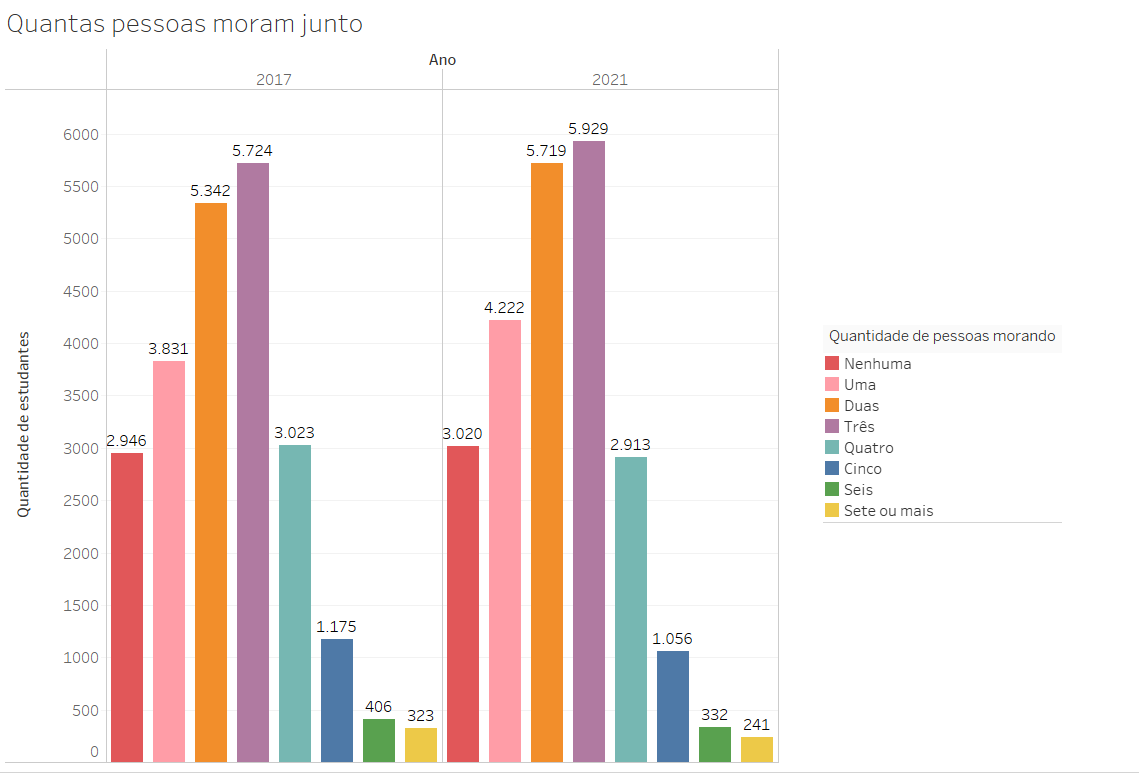 Quantas pessoas moram junto
Ano
2017
2021
Quantidade de estudantes
6000
5500
5000
4500
4000
3500
3000
2500
2000
1500
1000
500
0
2.946
3.831
5.342
5.724
3.023
1.175
406
323
3.020
4.222
5.719
5.929
2.913
1.056
332
241
Quantidade de pessoas morando
Nenhuma
Uma
Duas
Três
Quatro
Cinco
Seis
Sete ou mais